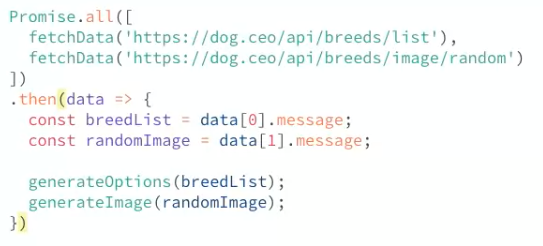 Promise.all([
  fetchData('https://dog.ceo/api/breeds/list'),
  fetchData('https://dog.ceo/api/breeds/image/random')
])
.then(data => {
  const breedList = data[0].message;
  const randomImage = data[1].message;

  generateOptions(breedList);
  generateImage(randomImage);
})